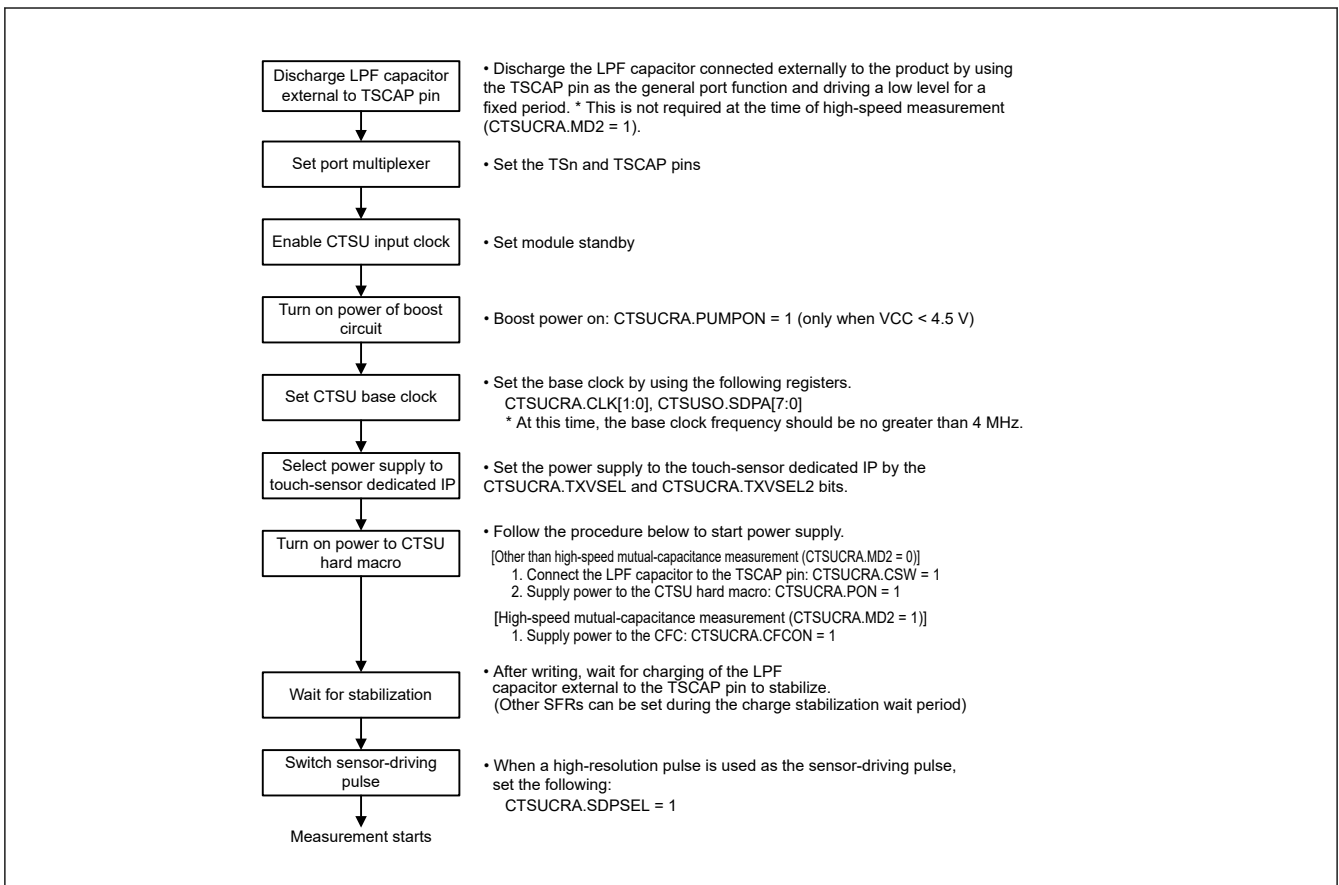 Discharge LPF capacitor
external to TSCAP pin
• Discharge the LPF capacitor connected externally to the product by using
the TSCAP pin as the general port function and driving a low level for a
fixed period. * This is not required at the time of high-speed measurement
(CTSUCRA.MD2 = 1).
Set port multiplexer
• Set the TSn and TSCAP pins
Enable CTSU input clock
• Set module standby
Turn on power of boost
circuit
• Boost power on: CTSUCRA.PUMPON = 1 (only when VCC < 4.5 V)
Set CTSU base clock
• Set the base clock by using the following registers.
CTSUCRA.CLK[1:0], CTSUSO.SDPA[7:0]
* At this time, the base clock frequency should be no greater than 4 MHz.
Select power supply to
touch-sensor dedicated IP
• Set the power supply to the touch-sensor dedicated IP by the
CTSUCRA.TXVSEL and CTSUCRA.TXVSEL2 bits.
Turn on power to CTSU
hard macro
• Follow the procedure below to start power supply.
[Other than high-speed mutual-capacitance measurement (CTSUCRA.MD2 = 0)]
1. Connect the LPF capacitor to the TSCAP pin: CTSUCRA.CSW = 1
2. Supply power to the CTSU hard macro: CTSUCRA.PON = 1
[High-speed mutual-capacitance measurement (CTSUCRA.MD2 = 1)]
1. Supply power to the CFC: CTSUCRA.CFCON = 1
Wait for stabilization
• After writing, wait for charging of the LPF
capacitor external to the TSCAP pin to stabilize.
(Other SFRs can be set during the charge stabilization wait period)
Switch sensor-driving
pulse
• When a high-resolution pulse is used as the sensor-driving pulse,
set the following:
CTSUCRA.SDPSEL = 1
Measurement starts